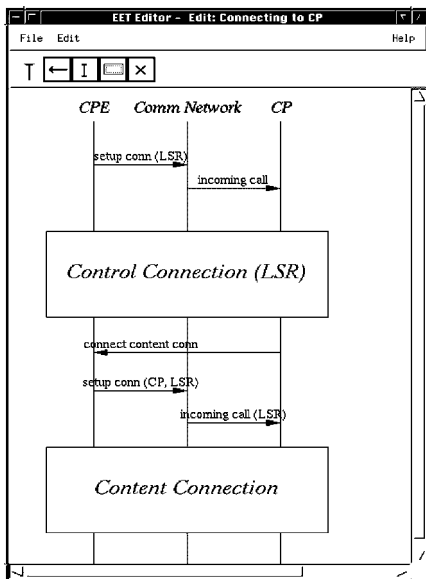 EET Editor - Edit: Connecting to CP
File Edit Help
CPE Comm Network CP
setup conn (LSR)
incoming call
Control Connection (LSR)
connect content conn
setup conn (CP, LSR)
incoming call (LSR)
Content Connection